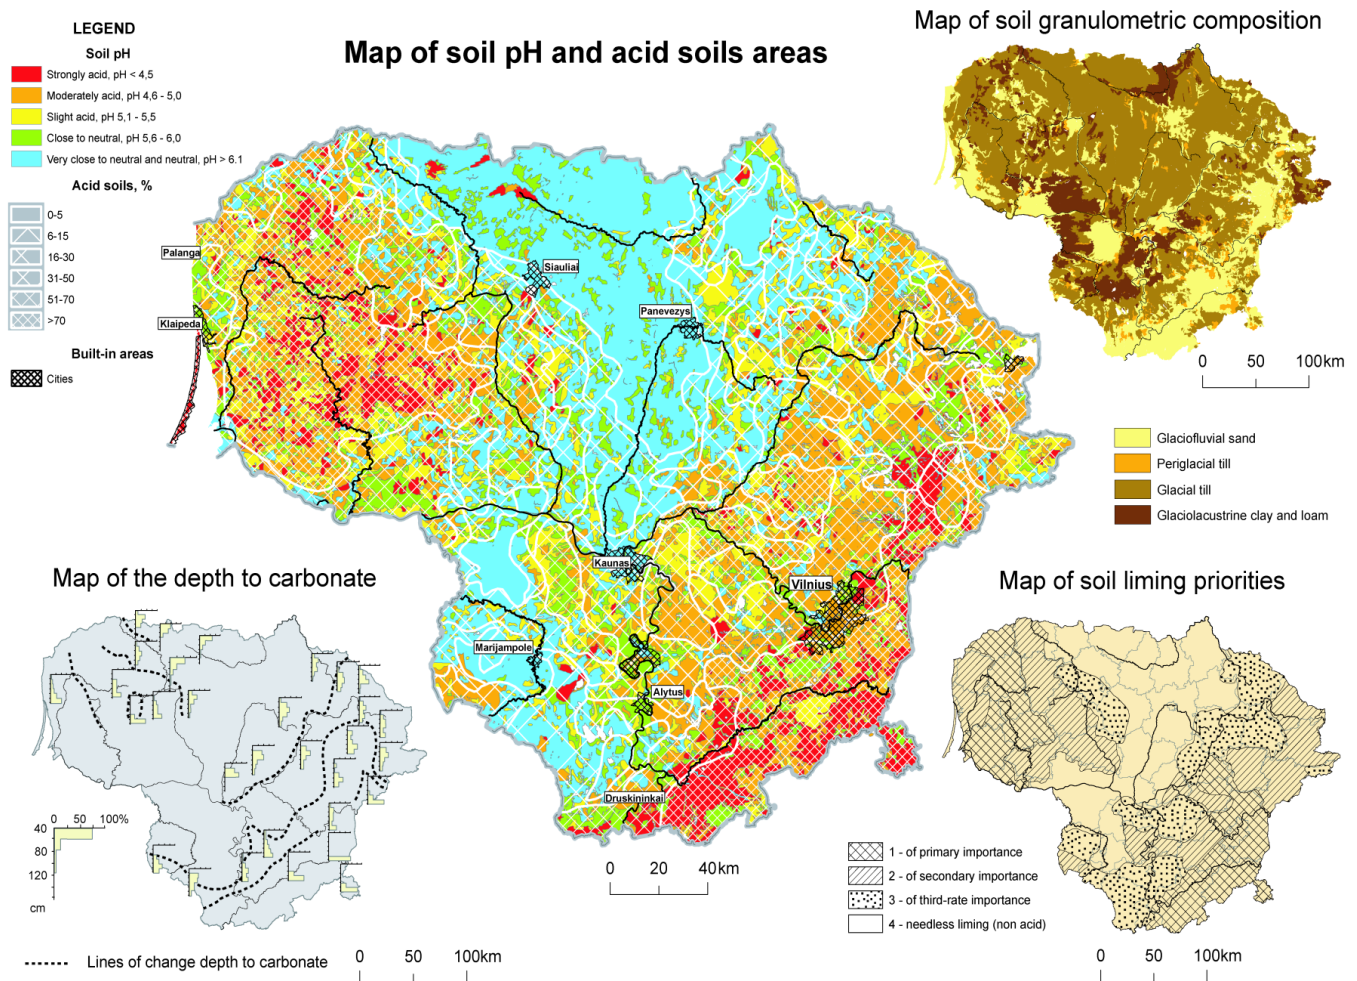 LEGEND
Soil pH
Strongly acid, pH < 4,5
Moderately acid, pH 4,6 - 5,0
Slight acid, pH 5,1 - 5,5
Close to neutral, pH 5,6 - 6,0
Very close to neutral and neutral, pH > 6.1
Acid soils, %
0-5
6-15
16-30
31-50
51-70
>70
Built-in areas
Cities
Map of soil pH and acid soils areas
Palanga
Klaipeda
Siauliai
Panevezys
Kaunas
Vilnius
Marijampole
Alytus
Druskininkai
0 20 40km
Map of soil granulometric composition
0 50 100km
Glaciofluvial sand
Periglacial till
Glacial till
Glaciolacustrine clay and loam
Map of the depth to carbonate
0 50 100%
40
80
120
cm
Lines of change depth to carbonate
0 50 100km
Map of soil liming priorities
1 - of primary importance
2 - of secondary importance
3 - of third-rate importance
4 - needless liming (non acid)
0 50 100km